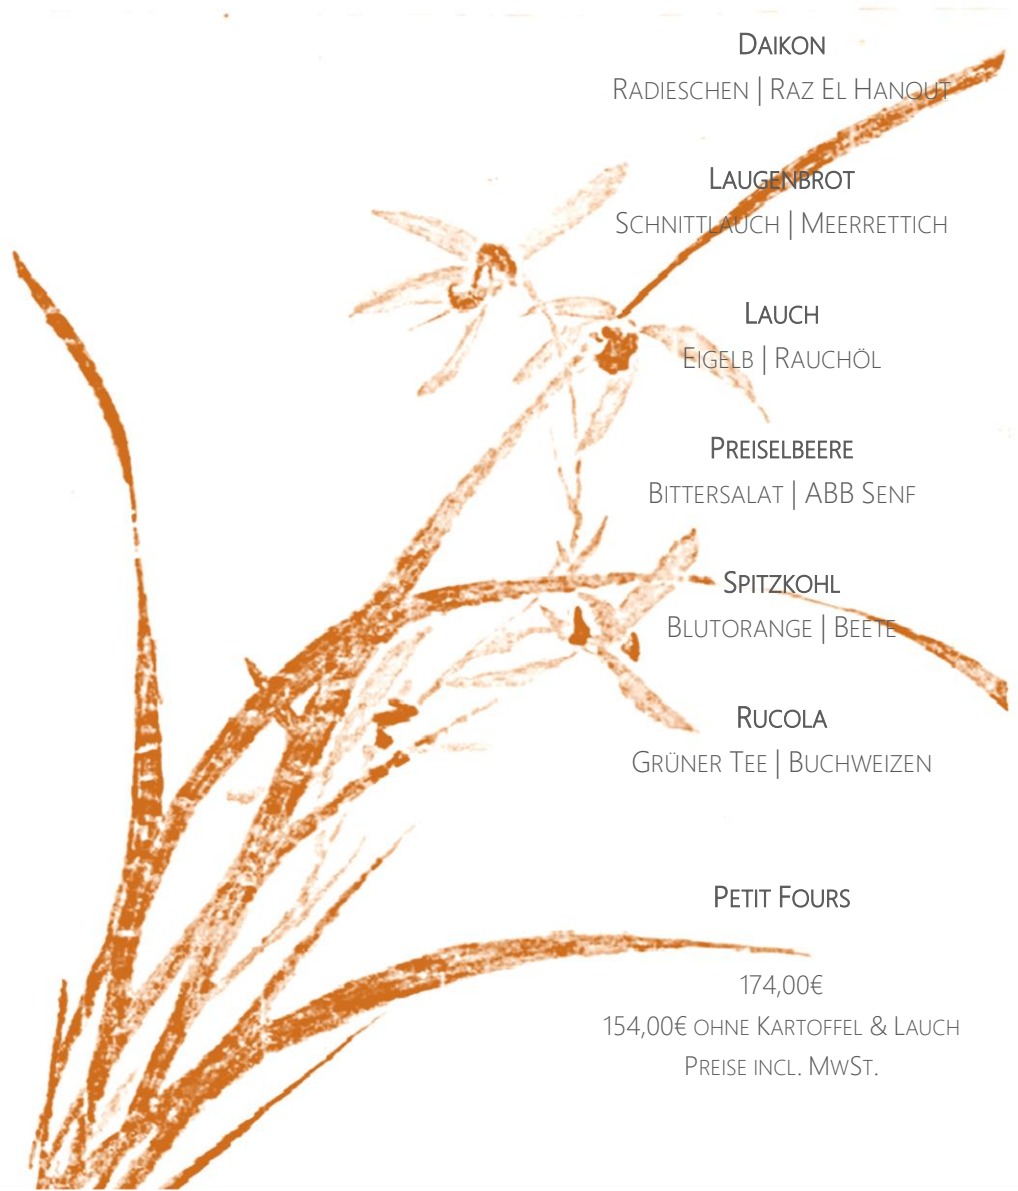 Daikon
Radieschen | Raz El Hanout
Laugenbrot
Schnittlauch | Meerrettich
Lauch
Eigelb | Rauchöl
Preiselbeere
Bittersalat | ABB Senf
Spitzkohl
Blutorange | Beete
Rucola
Grüner Tee | Buchweizen
Petit Fours
174,00€
154,00€ ohne Kartoffel & Lauch
Preise incl. MwSt.